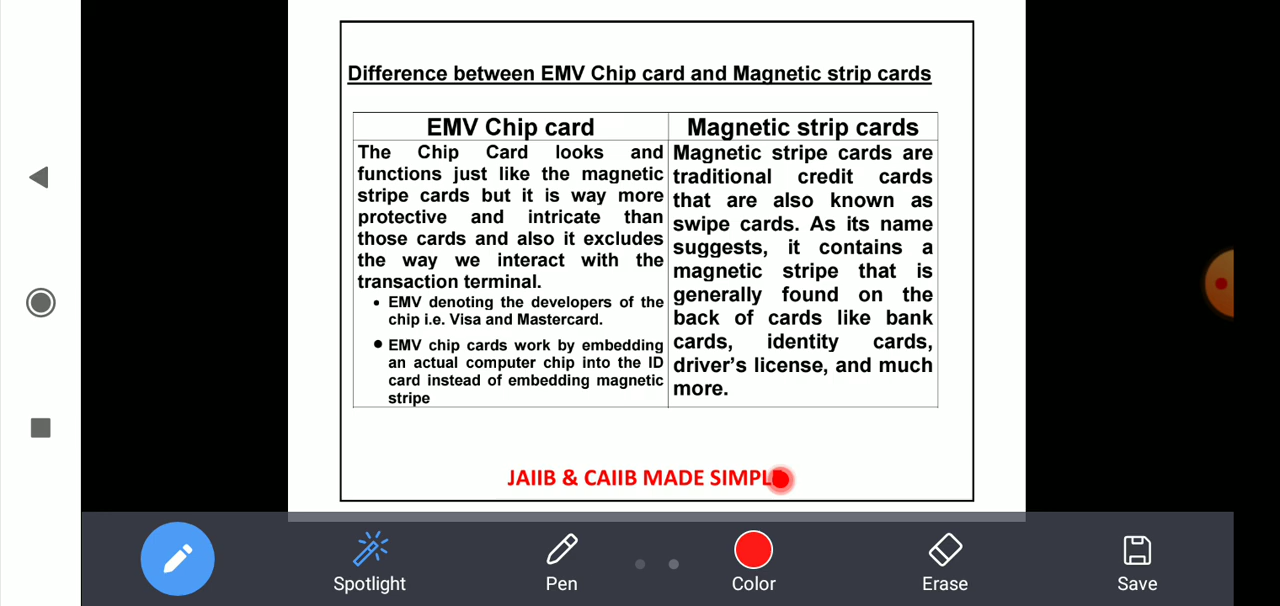 Difference between EMV Chip card and Magnetic strip cards
EMV Chip card
The Chip Card looks and
functions just like the magnetic
stripe cards but it is way more
protective and intricate than
those cards and also it excludes
the way we interact with the
transaction terminal.
• EMV denoting the developers of the
chip i.e. Visa and Mastercard.
• EMV chip cards work by embedding
an actual computer chip into the ID
card instead of embedding magnetic
stripe
Magnetic strip cards
Magnetic stripe cards are
traditional credit cards
that are also known as
swipe cards. As its name
suggests, it contains a
magnetic stripe that is
generally found on the
back of cards like bank
cards, identity cards,
driver's license, and much
more.
JAIIB & CAIIB MADE SIMPL
Spotlight
Pen
Color
Erase
Save